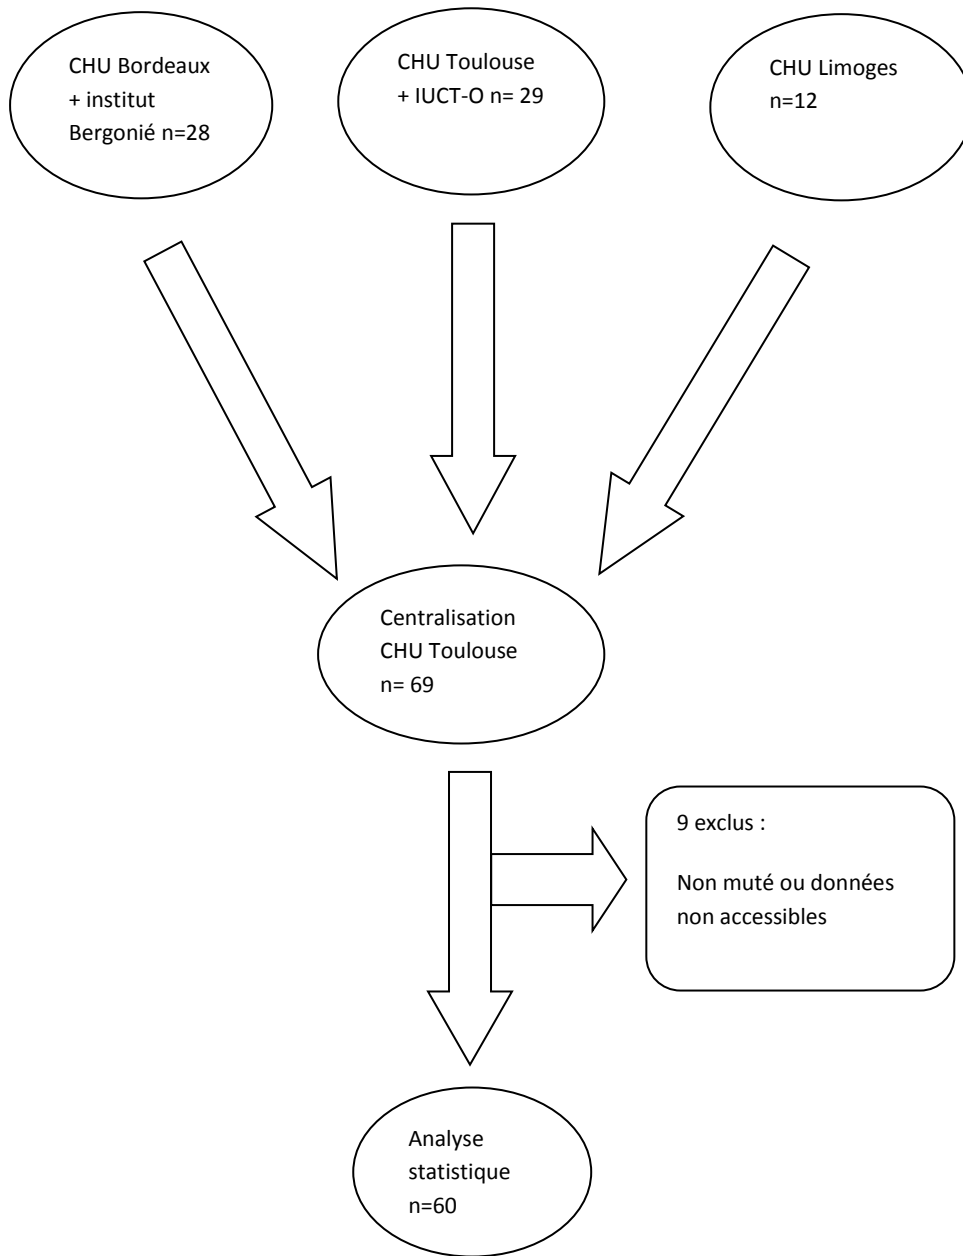 CHU Bordeaux
+ institut
Bergonié n=28
CHU Toulouse
+ IUCT-O n= 29
CHU Limoges
n=12
Centralisation
CHU Toulouse
n= 69
9 exclus :
Non muté ou données
non accessibles
Analyse
statistique
n=60